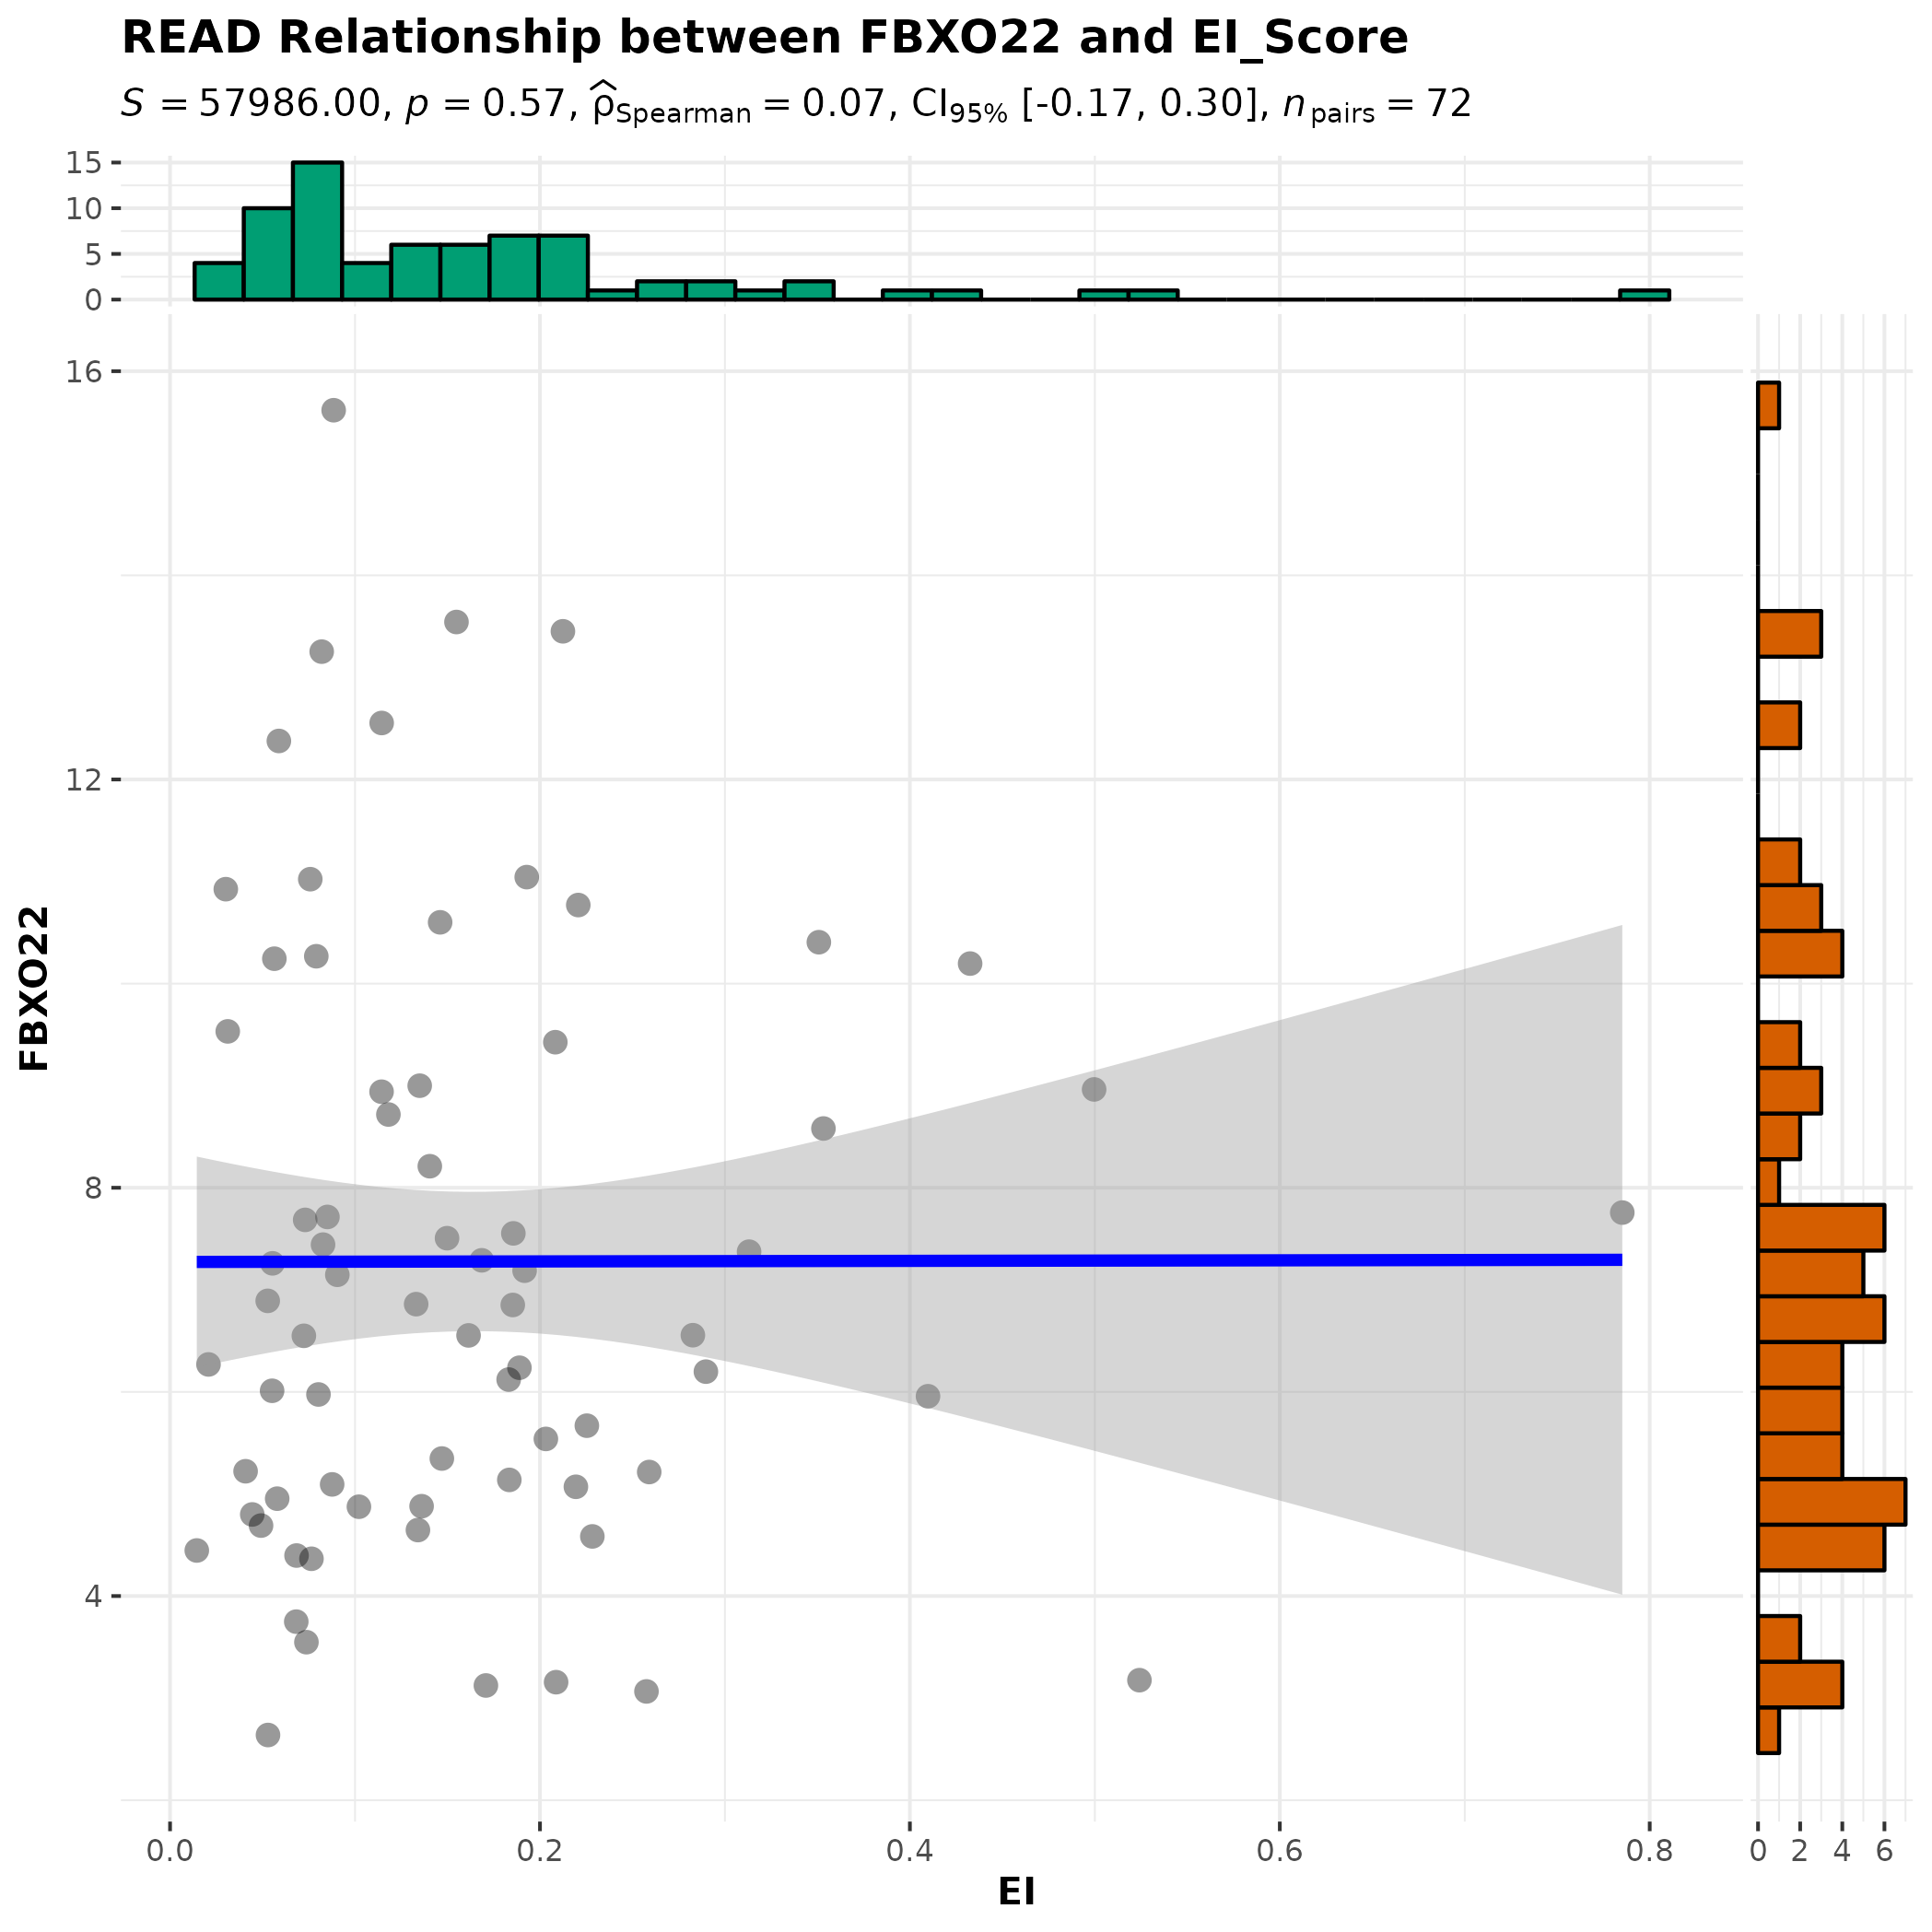 READ Relationship between FBXO22 and EI_Score
S = 57986.00, p = 0.57, ρ̂Spearman = 0.07, CI95% [-0.17, 0.30], npairs = 72
15
10
5
0
16
12
8
4
FBXO22
0.0 0.2 0.4 0.6 0.8 0 2 4 6
EI